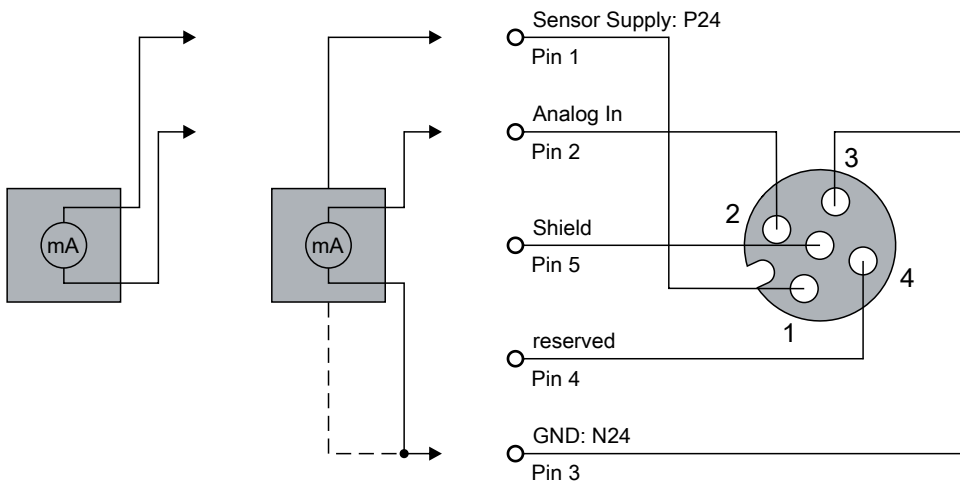 mA
mA
Sensor Supply: P24
Pin 1
Analog In
Pin 2
Shield
Pin 5
reserved
Pin 4
GND: N24
Pin 3
3
2
4
1